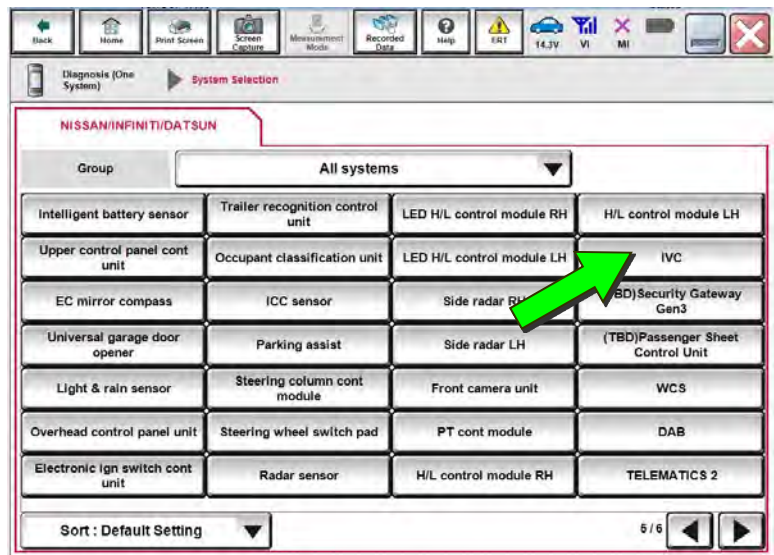 Back
Home
Print Screen
Screen
Capture
Measurement
Mode
Recorded
Data
Help
ERT
14.3V
VI
MI
Diagnosis (One
System)
System Selection
NISSAN/INFINITI/DATSUN
Group
All systems
Intelligent battery sensor
Trailer recognition control
unit
LED H/L control module RH
H/L control module LH
Upper control panel cont
unit
Occupant classification unit
LED H/L control module LH
IVC
EC mirror compass
ICC sensor
Side radar RH
BD)Security Gateway
Gen3
Universal garage door
opener
Parking assist
Side radar LH
(TBD)Passenger Sheet
Control Unit
Light & rain sensor
Steering column cont
module
Front camera unit
WCS
Overhead control panel unit
Steering wheel switch pad
PT cont module
DAB
Electronic ign switch cont
unit
Radar sensor
H/L control module RH
TELEMATICS 2
Sort : Default Setting